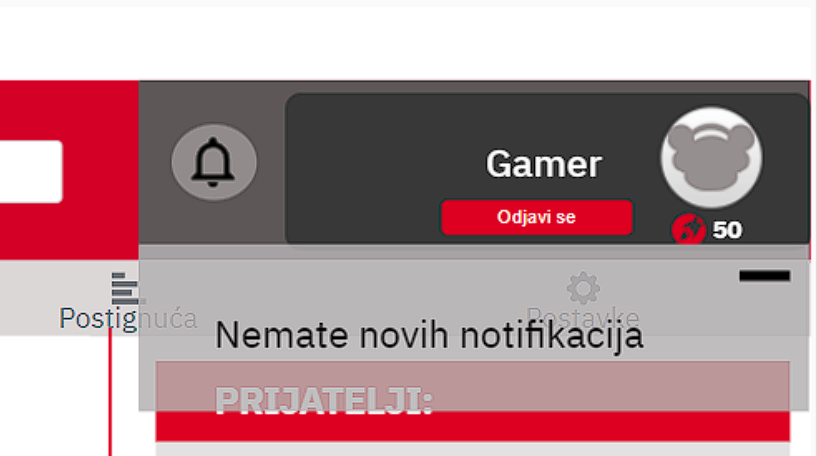 Gamer
Odjavi se
50
Postignuća
Postavke
Nemate novih notifikacija
PRIJATELJI: